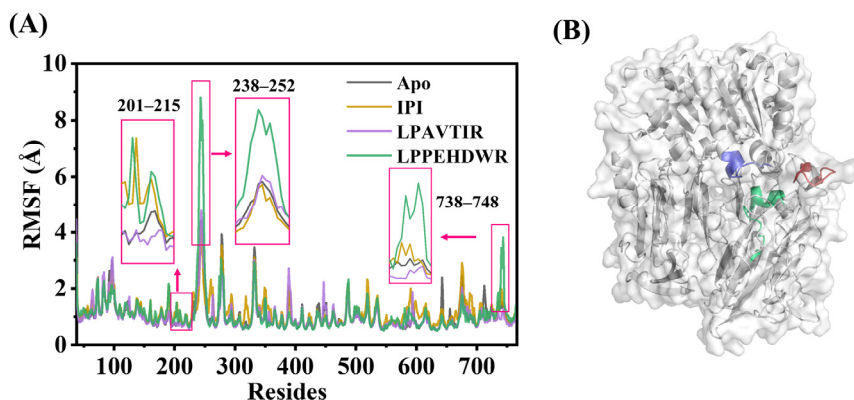 (A)
(B)
10
8
6
4
2
0
RMSF (Å)
201–215
238–252
738–748
Apo
IPI
LPAVTIR
LPPEHDWR
100 200 300 400 500 600 700
Resides